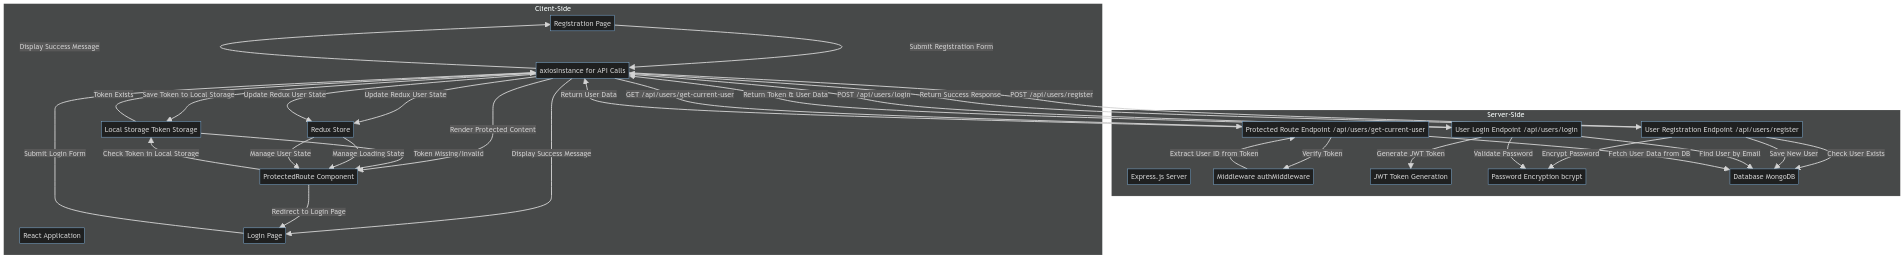 Client-Side
Registration Page
Display Success Message
Submit Registration Form
axiosInstance for API Calls
Token Exists
Save Token to Local Storage
Update Redux User State
Update Redux User State
Return User Data
GET /api/users/get-current-user
Return Token & User Data
POST /api/users/login
Return Success Response
POST /api/users/register
Local Storage Token Storage
Redux Store
Render Protected Content
Submit Login Form
Check Token in Local Storage
Manage User State
Manage Loading State
Token Missing/Invalid
Display Success Message
ProtectedRoute Component
Redirect to Login Page
React Application
Login Page
Server-Side
Protected Route Endpoint /api/users/get-current-user
User Login Endpoint /api/users/login
User Registration Endpoint /api/users/register
Extract User ID from Token
Verify Token
Generate JWT Token
Validate Password
Encrypt Password
Fetch User Data from DB
Find User by Email
Save New User
Check User Exists
Express.js Server
Middleware authMiddleware
JWT Token Generation
Password Encryption bcrypt
Database MongoDB